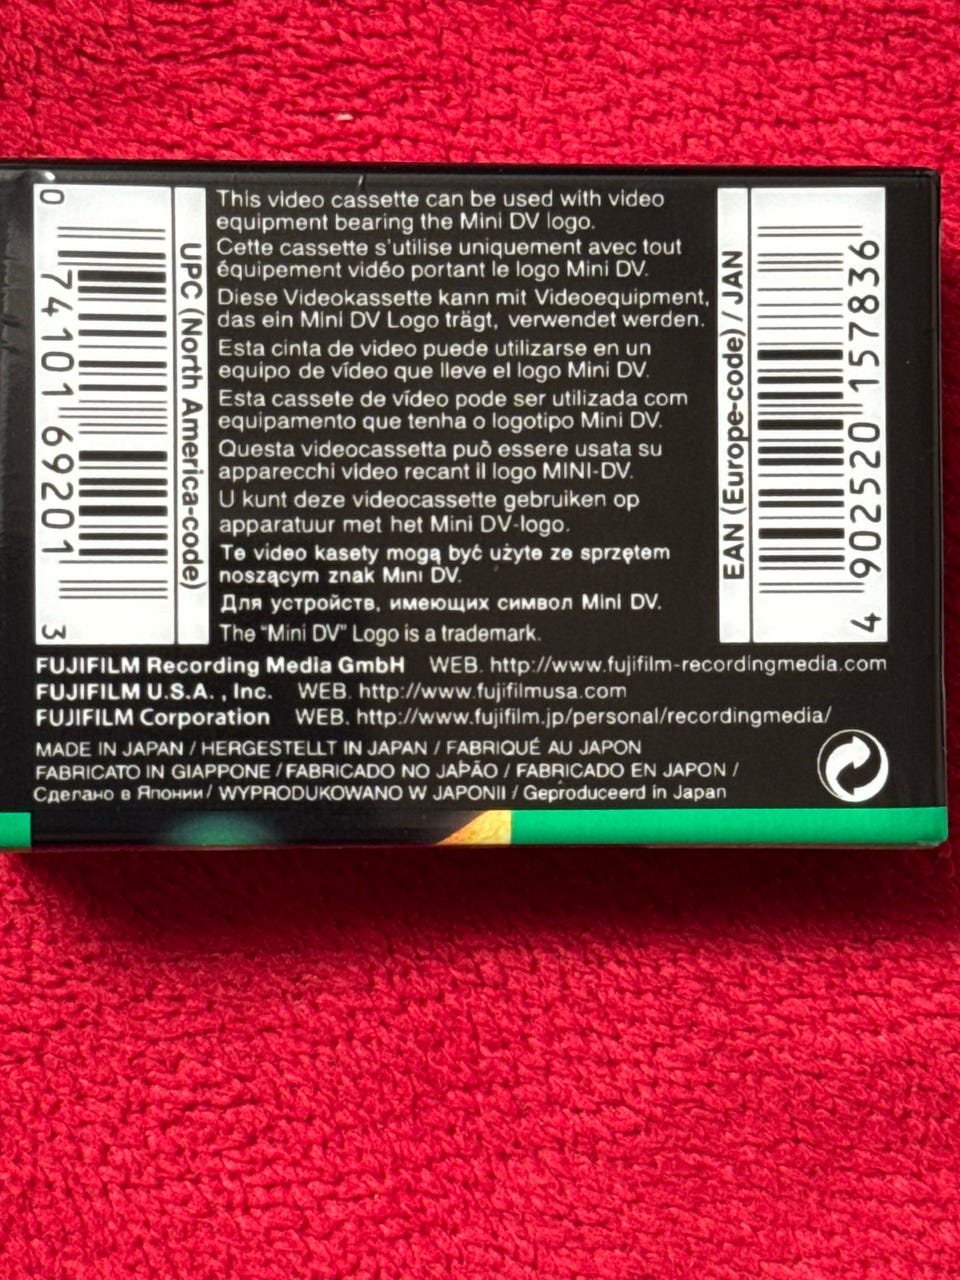 0 74101 69201 3
UPC (North America-code)
This video cassette can be used with video
equipment bearing the Mini DV logo.
Cette cassette s'utilise uniquement avec tout
équipement vidéo portant le logo Mini DV.
Diese Videokassette kann mit Videoequipment,
das ein Mini DV Logo trägt, verwendet werden.
Esta cinta de video puede utilizarse en un
equipo de vídeo que lleve el logo Mini DV.
Esta cassete de vídeo pode ser utilizada com
equipamento que tenha o logotipo Mini DV.
Questa videocassetta può essere usata su
apparecchi video recant il logo MINI-DV.
U kunt deze videocassette gebruiken op
apparatuur met het Mini DV-logo.
Te video kasety mogą być użyte ze sprzętem
noszącym znak Mini DV.
Для устройств, имеющих символ Mini DV.
The "Mini DV" Logo is a trademark.
EAN (Europe-code) / JAN
4 902520 157836
FUJIFILM Recording Media GmbH WEB. http://www.fujifilm-recordingmedia.com
FUJIFILM U.S.A. , Inc. WEB. http://www.fujifilmusa.com
FUJIFILM Corporation WEB. http://www.fujifilm.jp/personal/recordingmedia/
MADE IN JAPAN / HERGESTELLT IN JAPAN / FABRIQUÉ AU JAPON
FABRICATO IN GIAPPONE / FABRICADO NO JAPÃO / FABRICADO EN JAPON /
Сделано в Японии / WYPRODUKOWANO W JAPONII / Geproduceerd in Japan